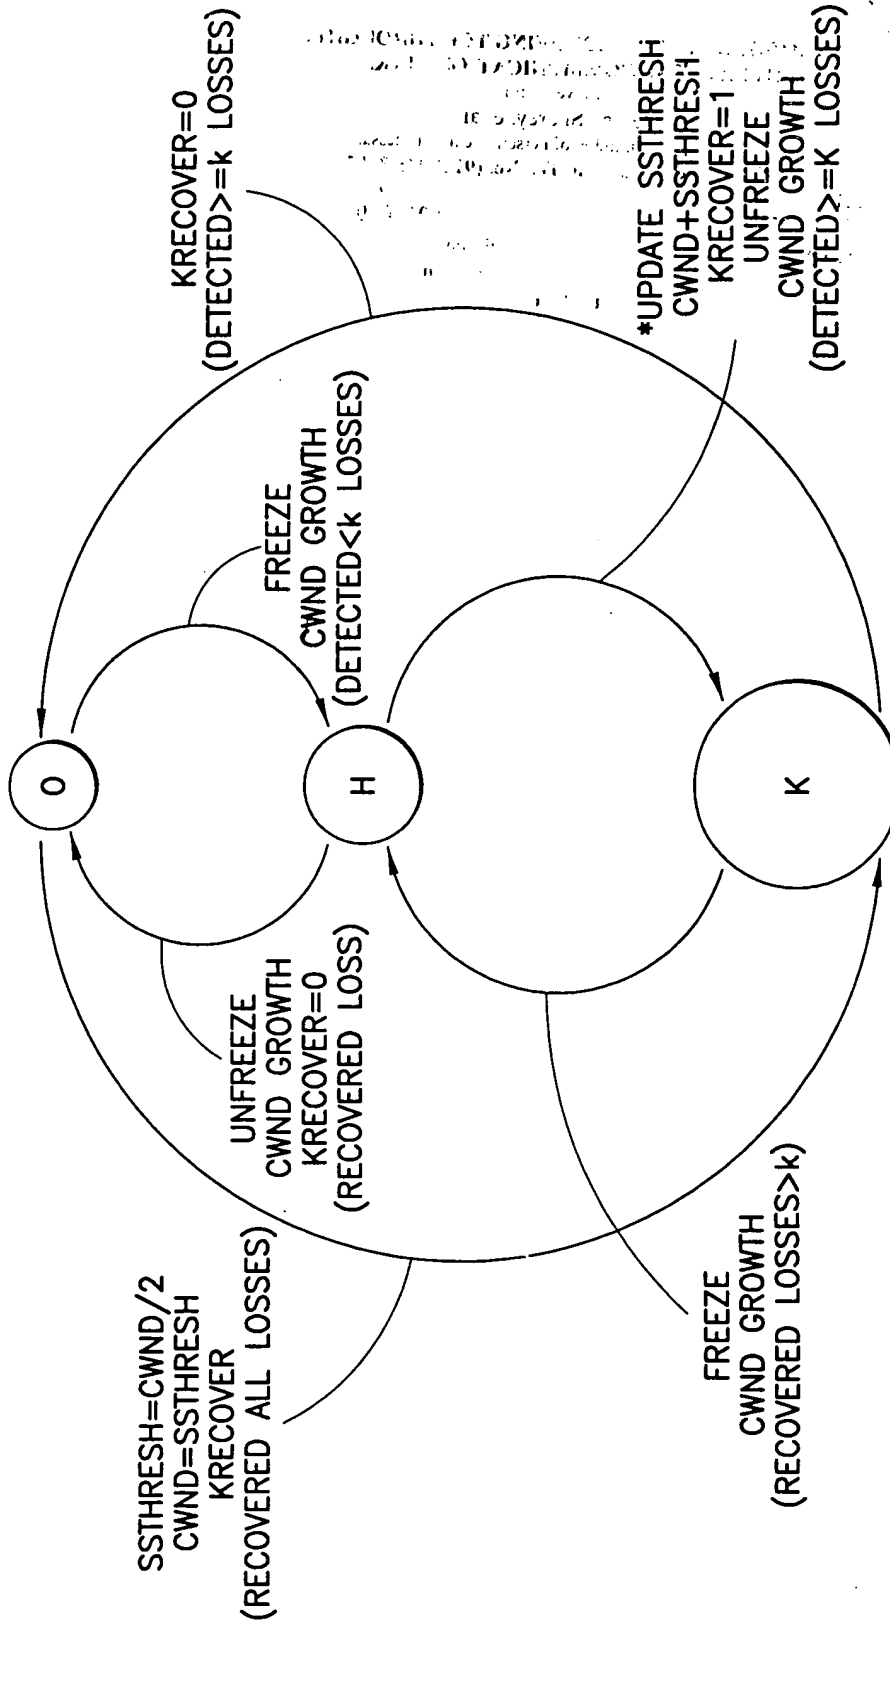 SSTHRESH=CWND/2
CWND=SSTHRESH
KRECOVER
(RECOVERED ALL LOSSES)
UNFREEZE
CWND GROWTH
KRECOVER=0
(RECOVERED LOSS)
FREEZE
CWND GROWTH
(RECOVERED LOSSES>k)
O
H
K
FREEZE
CWND GROWTH
(DETECTED<k LOSSES)
KRECOVER=0
(DETECTED>=k LOSSES)
*UPDATE SSTHRESH
CWND+SSTHRESH
KRECOVER=1
UNFREEZE
CWND GROWTH
(DETECTED>=K LOSSES)